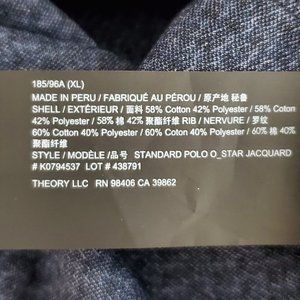 185/96A (XL)
MADE IN PERU / FABRIQUÉ AU PÉROU / 原产地 秘鲁
SHELL / EXTÉRIEUR / 面料 58% Cotton 42% Polyester / 58% Coton
42% Polyester / 58% 棉 42% 聚酯纤维 RIB / NERVURE / 罗纹
60% Cotton 40% Polyester / 60% Coton 40% Polyester / 60% 棉 40%
聚酯纤维
STYLE / MODÈLE /品号 STANDARD POLO O_STAR JACQUARD
# K0794537 LOT # 438791
THEORY LLC RN 98406 CA 39862